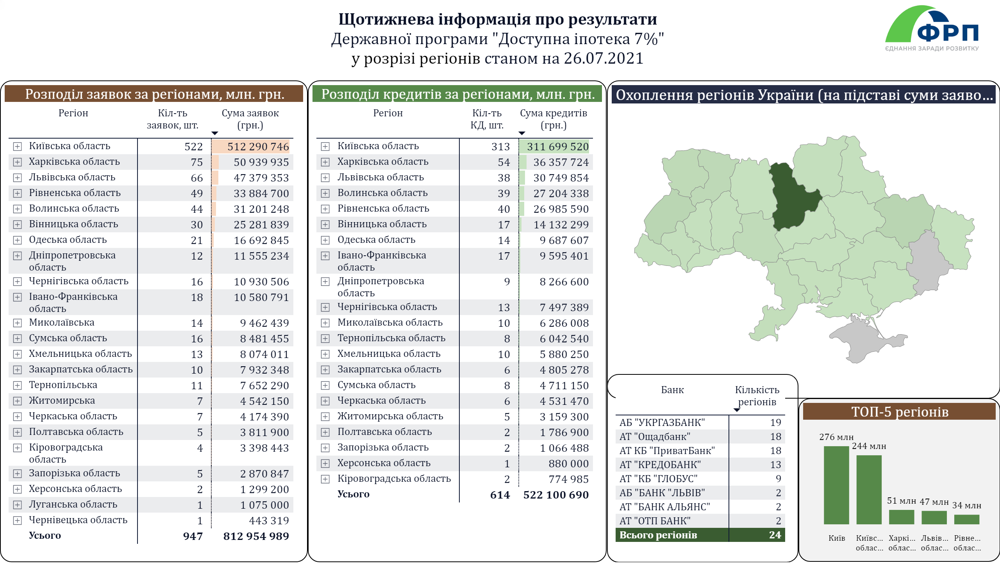 Щотижнева інформація про результати
Державної програми "Доступна іпотека 7%"
у розрізі регіонів станом на 26.07.2021
ФРП
ЄДНАННЯ ЗАРАДИ РОЗВИТКУ
Розподіл заявок за регіонами, млн. грн.
Регіон Кіл-ть Сума заявок
заявок, шт. (грн.)
Київська область 522 512 290 746
Харківська область 75 50 939 935
Львівська область 66 47 379 353
Рівненська область 49 33 884 700
Волинська область 44 31 201 248
Вінницька область 30 25 281 839
Одеська область 21 16 692 845
Дніпропетровська 12 11 555 234
область
Чернігівська область 16 10 930 506
Івано-Франківська 18 10 580 791
область
Миколаївська 14 9 462 439
Сумська область 16 8 481 455
Хмельницька область 13 8 074 011
Закарпатська область 10 7 932 348
Тернопільська 11 7 652 290
Житомирська 7 4 542 150
Черкаська область 7 4 174 390
Полтавська область 5 3 811 900
Кіровоградська 4 3 398 443
область
Запорізька область 5 2 870 847
Херсонська область 2 1 299 200
Луганська область 1 1 075 000
Чернівецька область 1 443 319
Усього 947 812 954 989
Розподіл кредитів за регіонами, млн. грн.
Регіон Кіл-ть Сума кредитів
КД, шт. (грн.)
Київська область 313 311 699 520
Харківська область 54 36 357 724
Львівська область 38 30 749 854
Волинська область 39 27 204 338
Рівненська область 40 26 985 590
Вінницька область 17 14 132 299
Одеська область 14 9 687 607
Івано-Франківська 17 9 595 401
область
Дніпропетровська 9 8 266 600
область
Чернігівська область 13 7 497 389
Миколаївська область 10 6 286 008
Тернопільська область 8 6 042 540
Хмельницька область 10 5 880 250
Закарпатська область 6 4 805 278
Сумська область 8 4 711 150
Черкаська область 6 4 531 470
Житомирська область 5 3 159 300
Полтавська область 2 1 786 900
Запорізька область 2 1 066 488
Херсонська область 1 880 000
Кіровоградська область 2 774 985
Усього 614 522 100 690
Охоплення регіонів України (на підставі суми заяво...
Банк Кількість
регіонів
АБ "УКРГАЗБАНК" 19
АТ "Ощадбанк" 18
АТ КБ "ПриватБанк" 18
АТ "КРЕДОБАНК" 13
АТ "КБ "ГЛОБУС" 9
АБ "БАНК "ЛЬВІВ" 2
АТ "БАНК АЛЬЯНС" 2
АТ "ОТП БАНК" 2
Всього регіонів 24
ТОП-5 регіонів
276 млн 244 млн 51 млн 47 млн 34 млн
Київ Київс... Харкі... Львів... Рівне...
облас... облас... облас... облас...